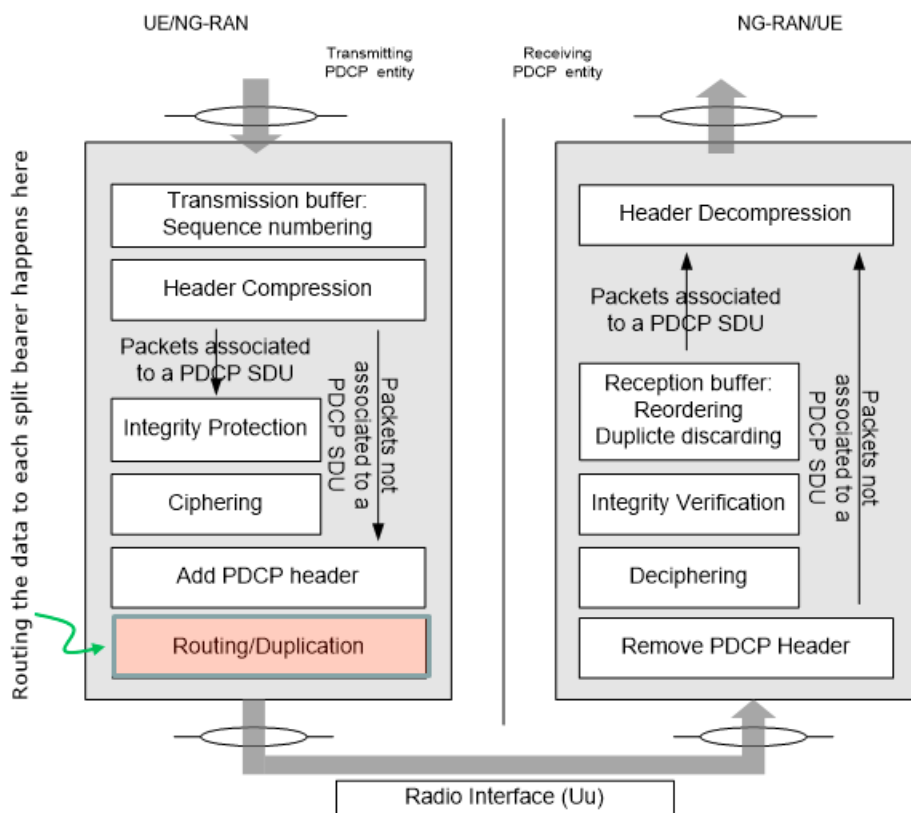 UE/NG-RAN
NG-RAN/UE
Transmitting
PDCP entity
Receiving
PDCP entity
Routing the data to each split bearer happens here
Transmission buffer:
Sequence numbering
Header Compression
Packets associated
to a PDCP SDU
Packets not
associated to a
PDCP SDU
Integrity Protection
Ciphering
Add PDCP header
Routing/Duplication
Header Decompression
Packets associated
to a PDCP SDU
Packets not
associated to a
PDCP SDU
Reception buffer:
Reordering
Duplicte discarding
Integrity Verification
Deciphering
Remove PDCP Header
Radio Interface (Uu)